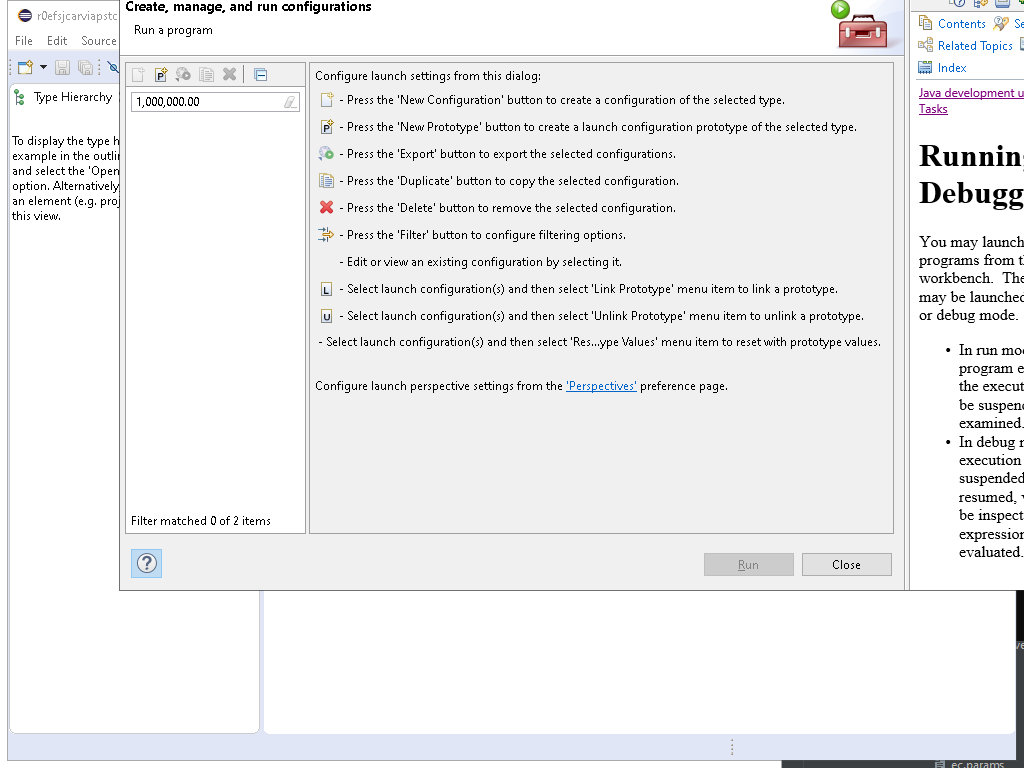 r0efsjcarviapstc
File Edit Source
Type Hierarchy
To display the type h
example in the outli
and select the 'Open
option. Alternatively
an element (e.g. proj
this view.
Create, manage, and run configurations
Run a program
1,000,000.00
Filter matched 0 of 2 items
Configure launch settings from this dialog:
- Press the 'New Configuration' button to create a configuration of the selected type.
- Press the 'New Prototype' button to create a launch configuration prototype of the selected type.
- Press the 'Export' button to export the selected configurations.
- Press the 'Duplicate' button to copy the selected configuration.
- Press the 'Delete' button to remove the selected configuration.
- Press the 'Filter' button to configure filtering options.
- Edit or view an existing configuration by selecting it.
L - Select launch configuration(s) and then select 'Link Prototype' menu item to link a prototype.
U - Select launch configuration(s) and then select 'Unlink Prototype' menu item to unlink a prototype.
- Select launch configuration(s) and then select 'Res...ype Values' menu item to reset with prototype values.
Configure launch perspective settings from the 'Perspectives' preference page.
Run Close
Contents Se
Related Topics
Index
Java development u
Tasks
Running
Debugg
You may launch
programs from th
workbench. The
may be launched
or debug mode.
• In run mod
program e
the execut
be suspend
examined.
• In debug m
execution
suspended
resumed, v
be inspect
expression
evaluated.
ec.params